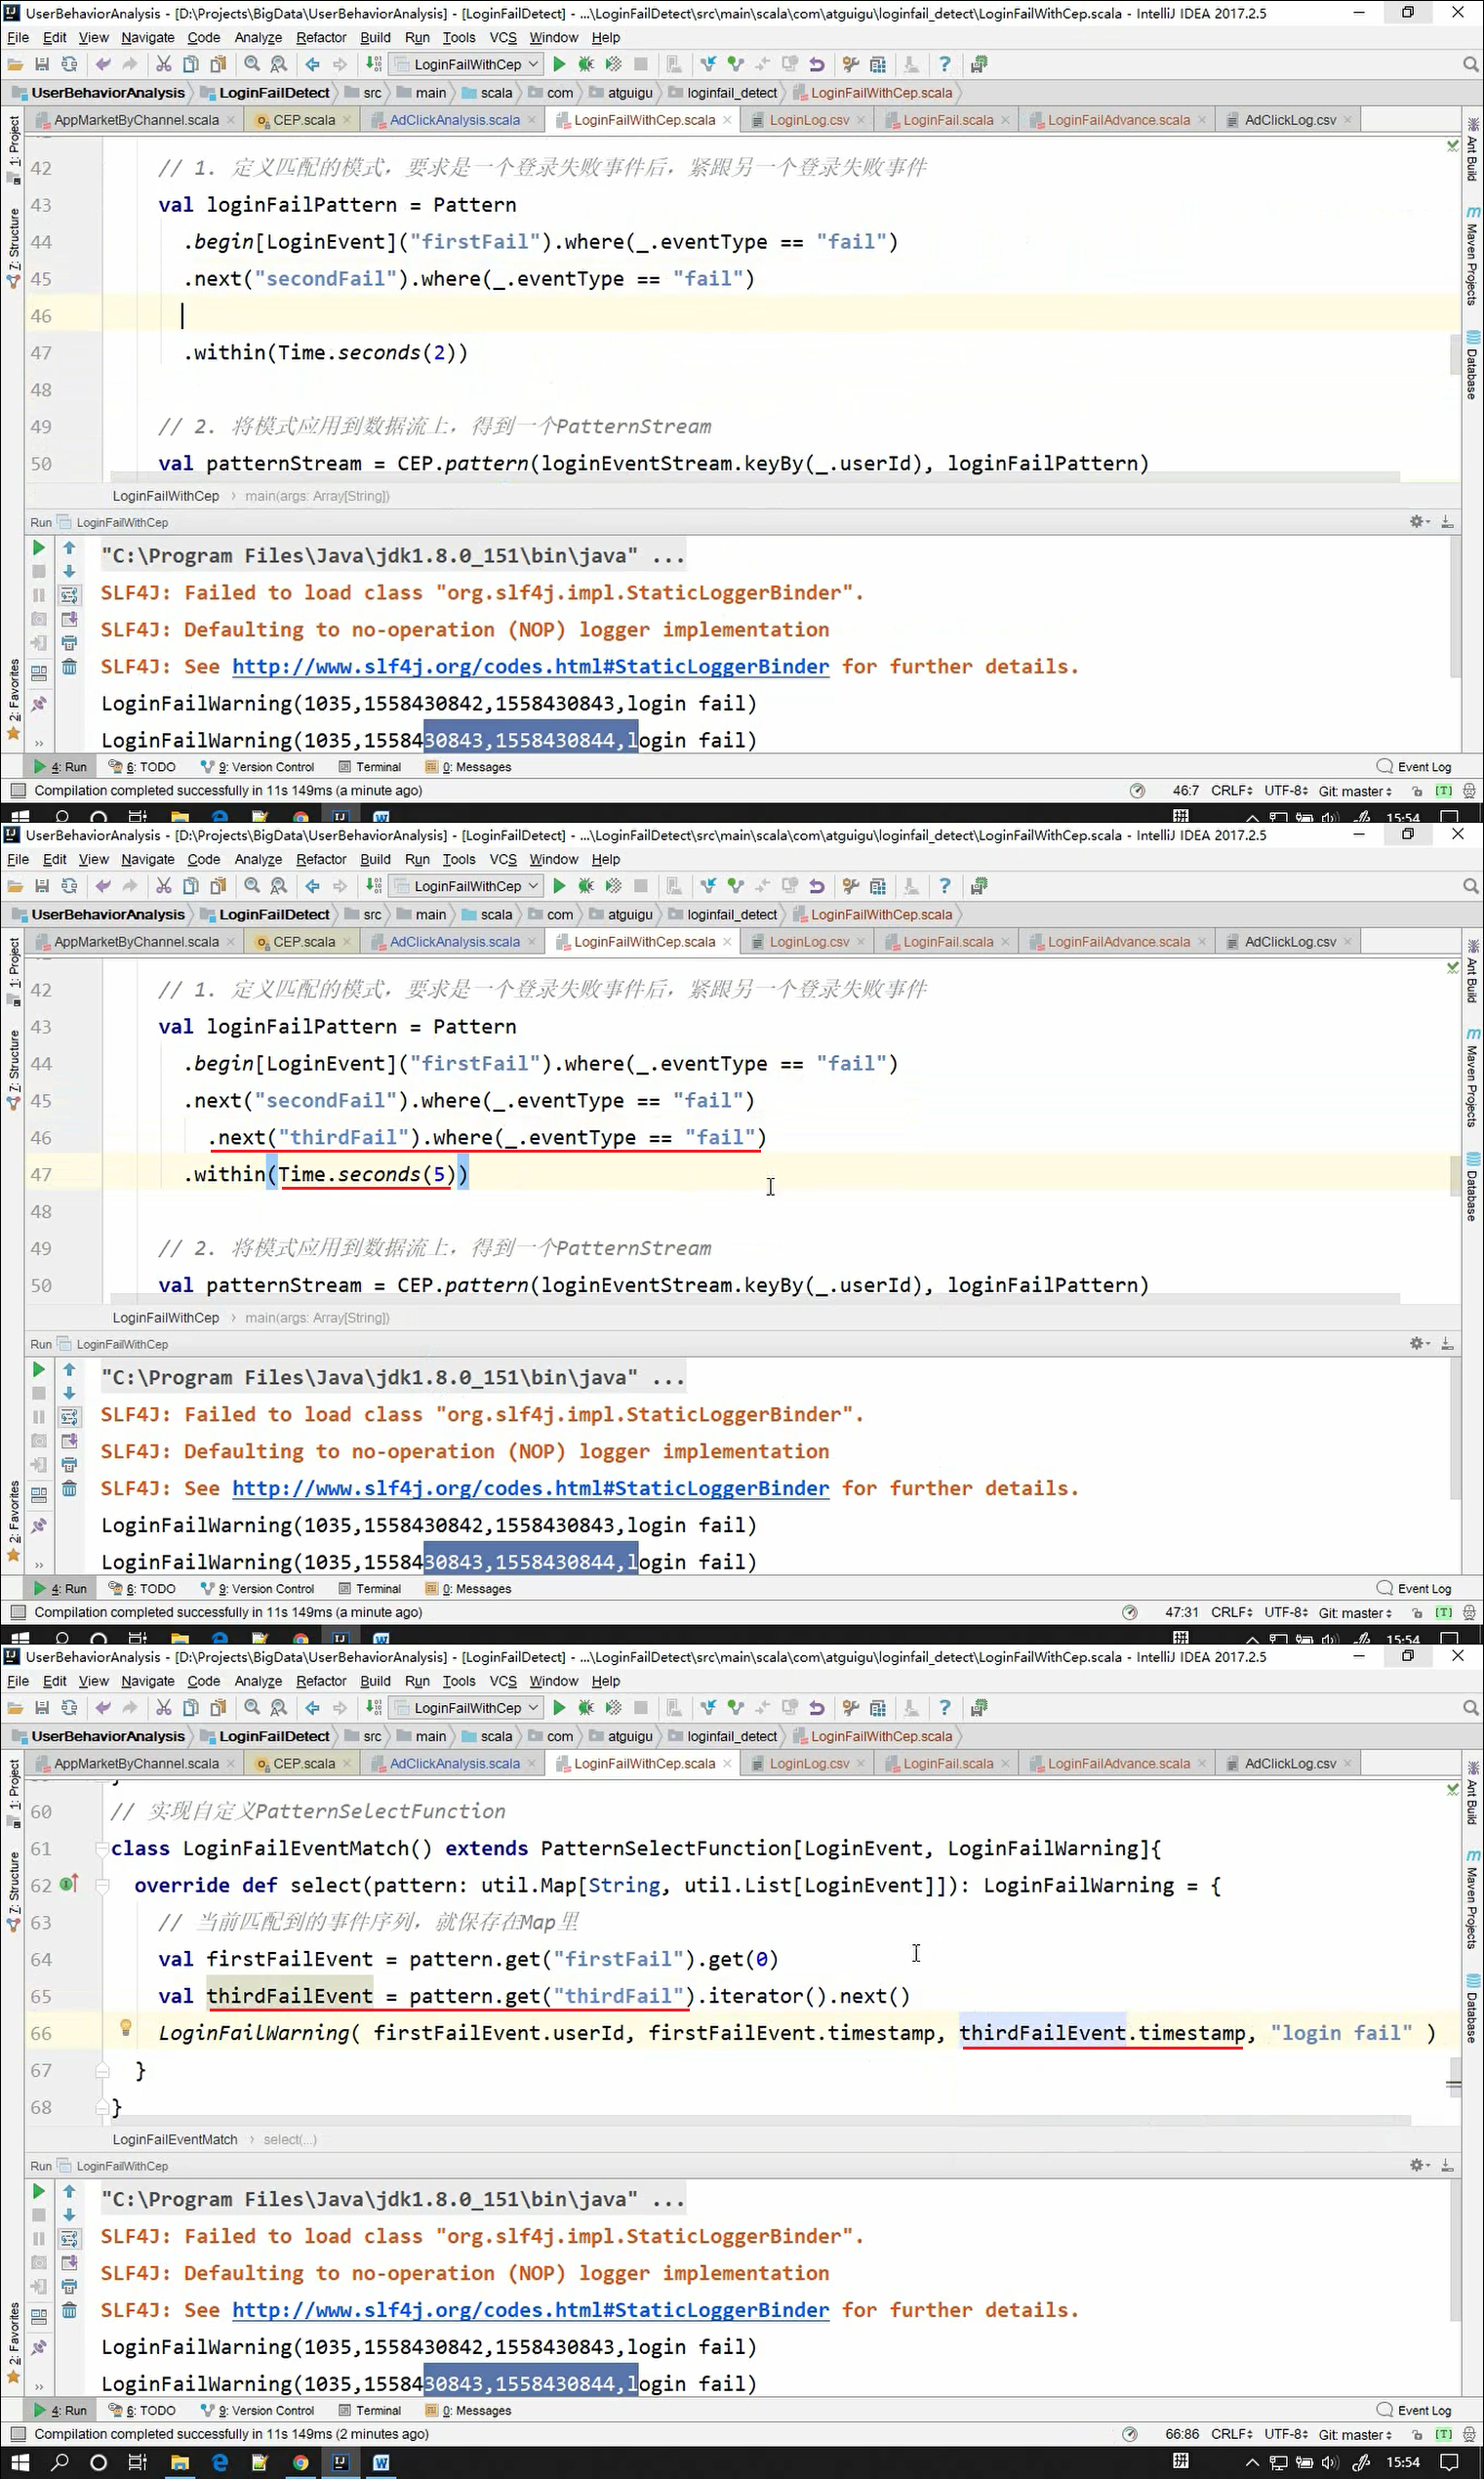 UserBehaviorAnalysis - [D:\Projects\BigData\UserBehaviorAnalysis] - [LoginFailDetect] - ...\LoginFailDetect\src\main\scala\com\atguigu\loginfail_detect\LoginFailWithCep.scala - IntelliJ IDEA 2017.2.5
File Edit View Navigate Code Analyze Refactor Build Run Tools VCS Window Help
LoginFailWithCep
UserBehaviorAnalysis LoginFailDetect src main scala com atguigu loginfail_detect LoginFailWithCep.scala
AppMarketByChannel.scala CEP.scala AdClickAnalysis.scala LoginFailWithCep.scala LoginLog.csv LoginFail.scala LoginFailAdvance.scala AdClickLog.csv
1: Project
7: Structure
2: Favorites
Ant Build
Maven Projects
Database
42 // 1. 定义匹配的模式，要求是一个登录失败事件后，紧跟另一个登录失败事件
43 val loginFailPattern = Pattern
44 .begin[LoginEvent]("firstFail").where(_.eventType == "fail")
45 .next("secondFail").where(_.eventType == "fail")
46
47 .within(Time.seconds(2))
48
49 // 2. 将模式应用到数据流上，得到一个PatternStream
50 val patternStream = CEP.pattern(loginEventStream.keyBy(_.userId), loginFailPattern)
LoginFailWithCep › main(args: Array[String])
Run LoginFailWithCep
"C:\Program Files\Java\jdk1.8.0_151\bin\java" ...
SLF4J: Failed to load class "org.slf4j.impl.StaticLoggerBinder".
SLF4J: Defaulting to no-operation (NOP) logger implementation
SLF4J: See http://www.slf4j.org/codes.html#StaticLoggerBinder for further details.
LoginFailWarning(1035,1558430842,1558430843,login fail)
LoginFailWarning(1035,1558430843,1558430844,login fail)
4: Run 6: TODO 9: Version Control Terminal 0: Messages Event Log
Compilation completed successfully in 11s 149ms (a minute ago) 46:7 CRLF UTF-8 Git: master [T]
拼 15:54
UserBehaviorAnalysis - [D:\Projects\BigData\UserBehaviorAnalysis] - [LoginFailDetect] - ...\LoginFailDetect\src\main\scala\com\atguigu\loginfail_detect\LoginFailWithCep.scala - IntelliJ IDEA 2017.2.5
File Edit View Navigate Code Analyze Refactor Build Run Tools VCS Window Help
LoginFailWithCep
UserBehaviorAnalysis LoginFailDetect src main scala com atguigu loginfail_detect LoginFailWithCep.scala
AppMarketByChannel.scala CEP.scala AdClickAnalysis.scala LoginFailWithCep.scala LoginLog.csv LoginFail.scala LoginFailAdvance.scala AdClickLog.csv
1: Project
7: Structure
2: Favorites
Ant Build
Maven Projects
Database
42 // 1. 定义匹配的模式，要求是一个登录失败事件后，紧跟另一个登录失败事件
43 val loginFailPattern = Pattern
44 .begin[LoginEvent]("firstFail").where(_.eventType == "fail")
45 .next("secondFail").where(_.eventType == "fail")
46 .next("thirdFail").where(_.eventType == "fail")
47 .within(Time.seconds(5))
48
49 // 2. 将模式应用到数据流上，得到一个PatternStream
50 val patternStream = CEP.pattern(loginEventStream.keyBy(_.userId), loginFailPattern)
LoginFailWithCep › main(args: Array[String])
Run LoginFailWithCep
"C:\Program Files\Java\jdk1.8.0_151\bin\java" ...
SLF4J: Failed to load class "org.slf4j.impl.StaticLoggerBinder".
SLF4J: Defaulting to no-operation (NOP) logger implementation
SLF4J: See http://www.slf4j.org/codes.html#StaticLoggerBinder for further details.
LoginFailWarning(1035,1558430842,1558430843,login fail)
LoginFailWarning(1035,1558430843,1558430844,login fail)
4: Run 6: TODO 9: Version Control Terminal 0: Messages Event Log
Compilation completed successfully in 11s 149ms (a minute ago) 47:31 CRLF UTF-8 Git: master [T]
拼 15:54
UserBehaviorAnalysis - [D:\Projects\BigData\UserBehaviorAnalysis] - [LoginFailDetect] - ...\LoginFailDetect\src\main\scala\com\atguigu\loginfail_detect\LoginFailWithCep.scala - IntelliJ IDEA 2017.2.5
File Edit View Navigate Code Analyze Refactor Build Run Tools VCS Window Help
LoginFailWithCep
UserBehaviorAnalysis LoginFailDetect src main scala com atguigu loginfail_detect LoginFailWithCep.scala
AppMarketByChannel.scala CEP.scala AdClickAnalysis.scala LoginFailWithCep.scala LoginLog.csv LoginFail.scala LoginFailAdvance.scala AdClickLog.csv
1: Project
7: Structure
2: Favorites
Ant Build
Maven Projects
Database
60 // 实现自定义PatternSelectFunction
61 class LoginFailEventMatch() extends PatternSelectFunction[LoginEvent, LoginFailWarning]{
62 override def select(pattern: util.Map[String, util.List[LoginEvent]]): LoginFailWarning = {
63 // 当前匹配到的事件序列，就保存在Map里
64 val firstFailEvent = pattern.get("firstFail").get(0)
65 val thirdFailEvent = pattern.get("thirdFail").iterator().next()
66 LoginFailWarning( firstFailEvent.userId, firstFailEvent.timestamp, thirdFailEvent.timestamp, "login fail" )
67 }
68 }
LoginFailEventMatch › select(...)
Run LoginFailWithCep
"C:\Program Files\Java\jdk1.8.0_151\bin\java" ...
SLF4J: Failed to load class "org.slf4j.impl.StaticLoggerBinder".
SLF4J: Defaulting to no-operation (NOP) logger implementation
SLF4J: See http://www.slf4j.org/codes.html#StaticLoggerBinder for further details.
LoginFailWarning(1035,1558430842,1558430843,login fail)
LoginFailWarning(1035,1558430843,1558430844,login fail)
4: Run 6: TODO 9: Version Control Terminal 0: Messages Event Log
Compilation completed successfully in 11s 149ms (2 minutes ago) 66:86 CRLF UTF-8 Git: master [T]
拼 15:54